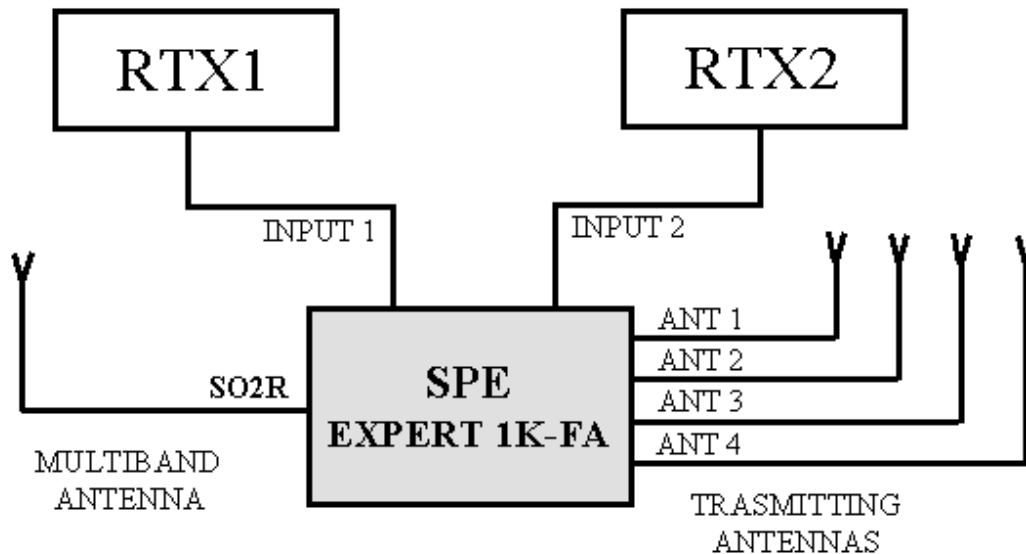 RTX1
RTX2
INPUT 1
INPUT 2
ANT 1
ANT 2
ANT 3
ANT 4
SO2R
SPE
EXPERT 1K-FA
MULTIBAND
ANTENNA
TRASMITTING
ANTENNAS